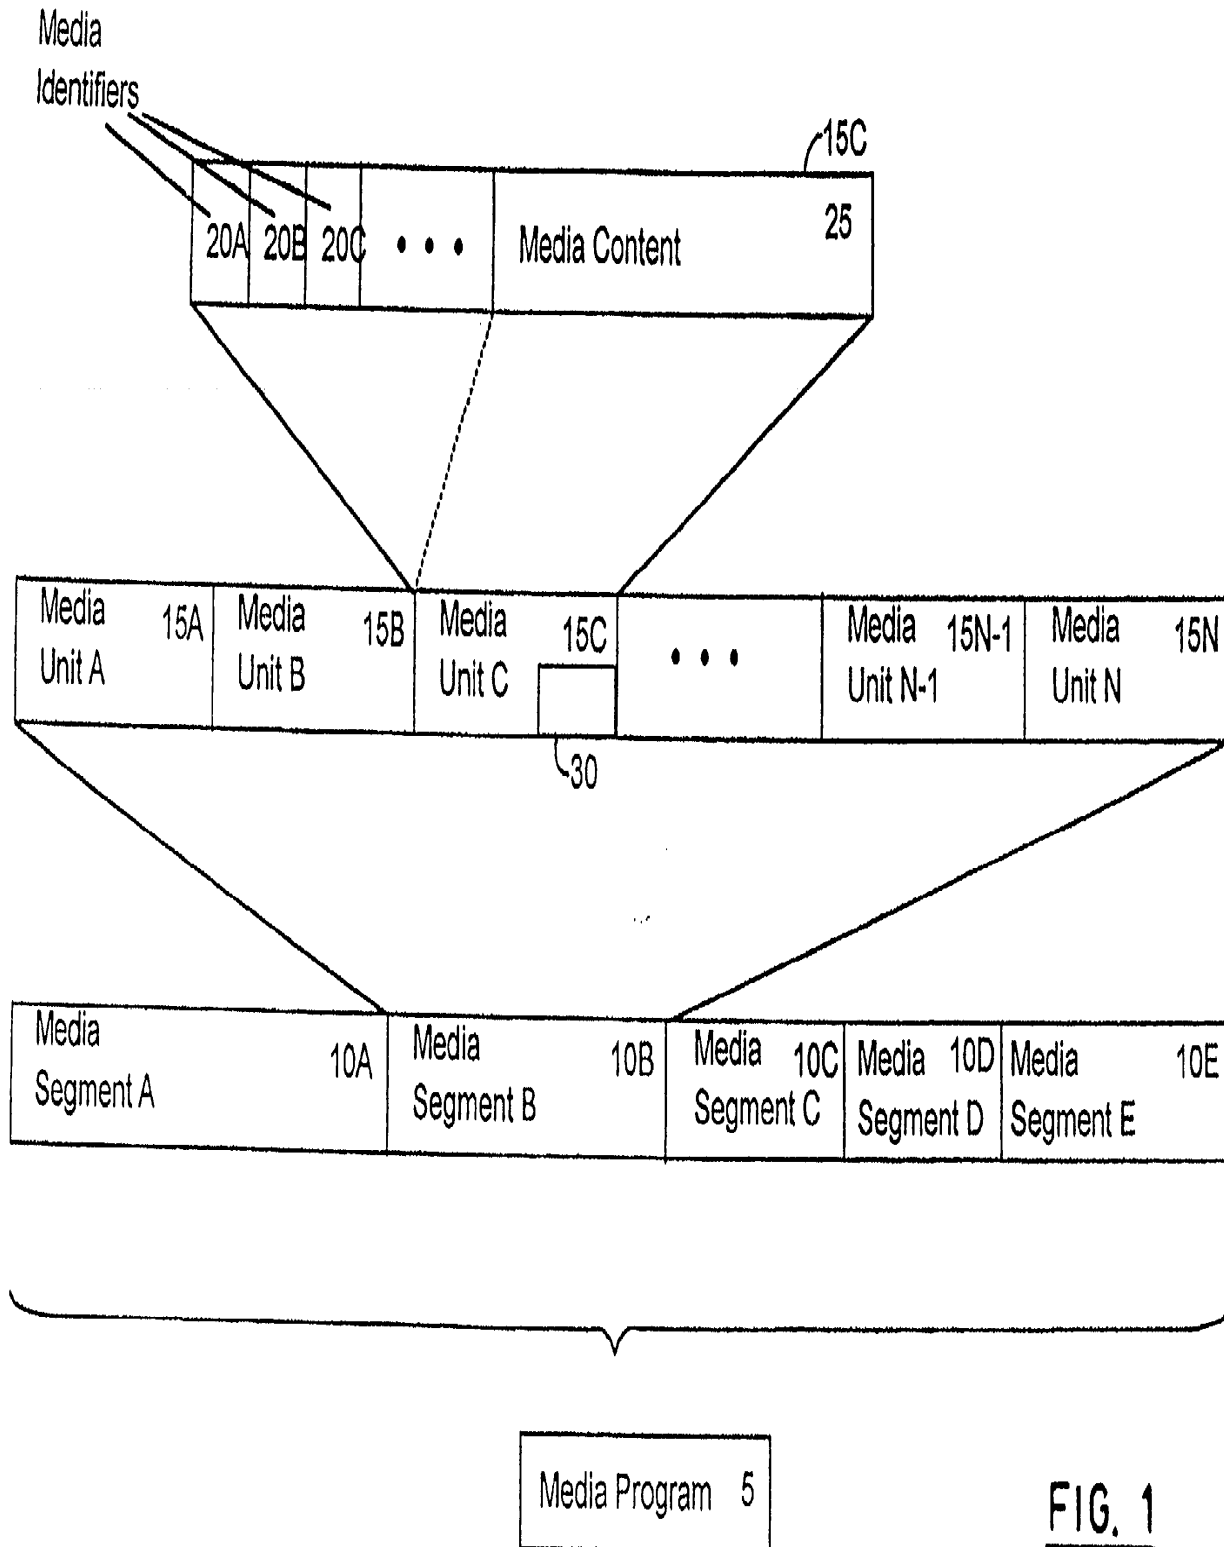 Media
Identifiers
15C
20A 20B 20C • • • Media Content 25
Media Unit A 15A
Media Unit B 15B
Media Unit C 15C
• • •
Media Unit N-1 15N-1
Media Unit N 15N
30
Media Segment A 10A
Media Segment B 10B
Media Segment C 10C
Media Segment D 10D
Media Segment E 10E
Media Program 5
FIG. 1